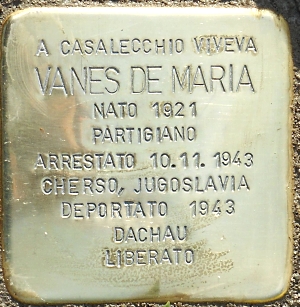 A CASALECCHIO VIVEVA
VANES DE MARIA
NATO 1921
PARTIGIANO
ARRESTATO 10.11.1943
CHERSO, JUGOSLAVIA
DEPORTATO 1943
DACHAU
LIBERATO